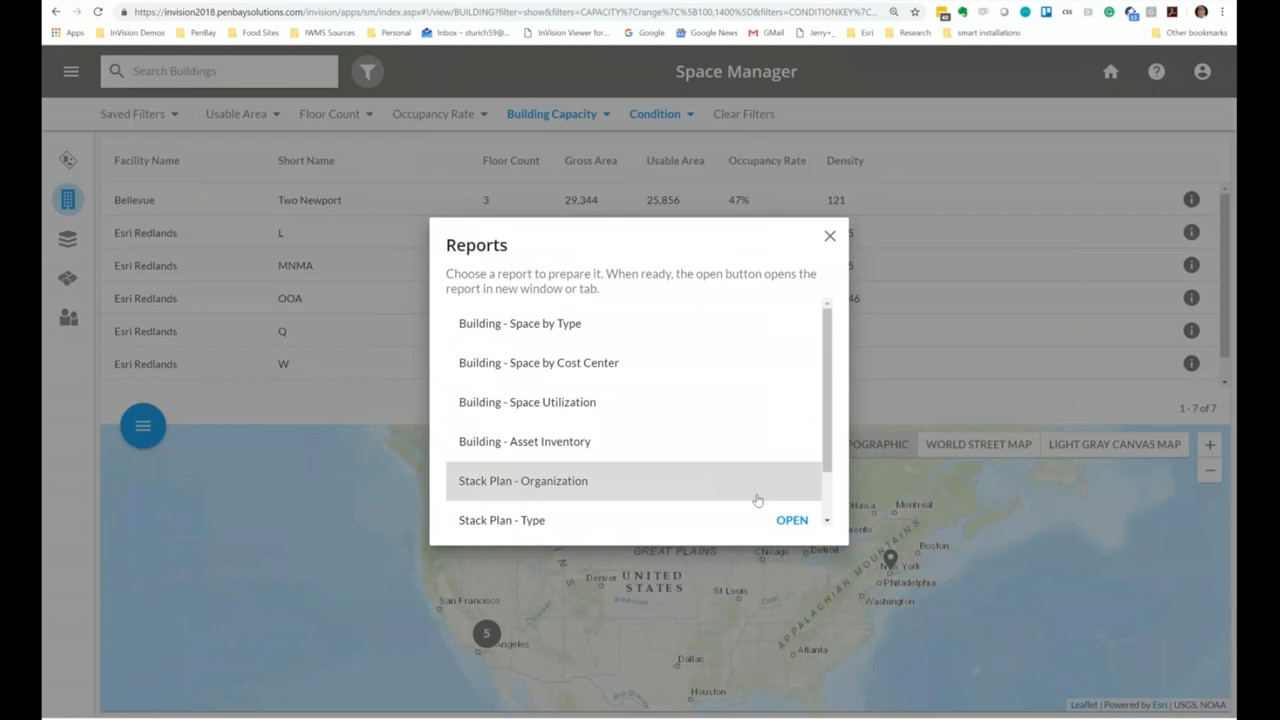 https://invision2018.penbaysolutions.com/invision/apps/sm/index.aspx#!/view/BUILDING?filter=show&filters=CAPACITY%7Crange%7C%5B100,1400%5D&filters=CONDITIONKEY%7C...
Apps InVision Demos PenBay Food Sites IWMS Sources Personal Inbox – sturich59@... InVision Viewer for... Google Google News GMail Jerry+_ Esri Research smart installations Other bookmarks
Search Buildings
Space Manager
Saved Filters Usable Area Floor Count Occupancy Rate Building Capacity Condition Clear Filters
Facility Name Short Name Floor Count Gross Area Usable Area Occupancy Rate Density
Bellevue Two Newport 3 29,344 25,856 47% 121
Esri Redlands L
Esri Redlands MNMA
Esri Redlands OOA 46
Esri Redlands Q
Esri Redlands W
1 - 7 of 7
Reports
Choose a report to prepare it. When ready, the open button opens the
report in new window or tab.
Building - Space by Type
Building - Space by Cost Center
Building - Space Utilization
Building - Asset Inventory
Stack Plan - Organization
Stack Plan - Type OPEN
OGRAPHIC WORLD STREET MAP LIGHT GRAY CANVAS MAP
+
−
Montreal
Boston
GREAT PLAINS
Chicago Detroit
New York
Denver UNITED
STATES
St Louis
Philadelphia
Washington
APPALACHIAN MOUNTAINS
San Francisco
5
Angeles
Atlanta
Dallas
Houston
Leaflet | Powered by Esri | USGS, NOAA